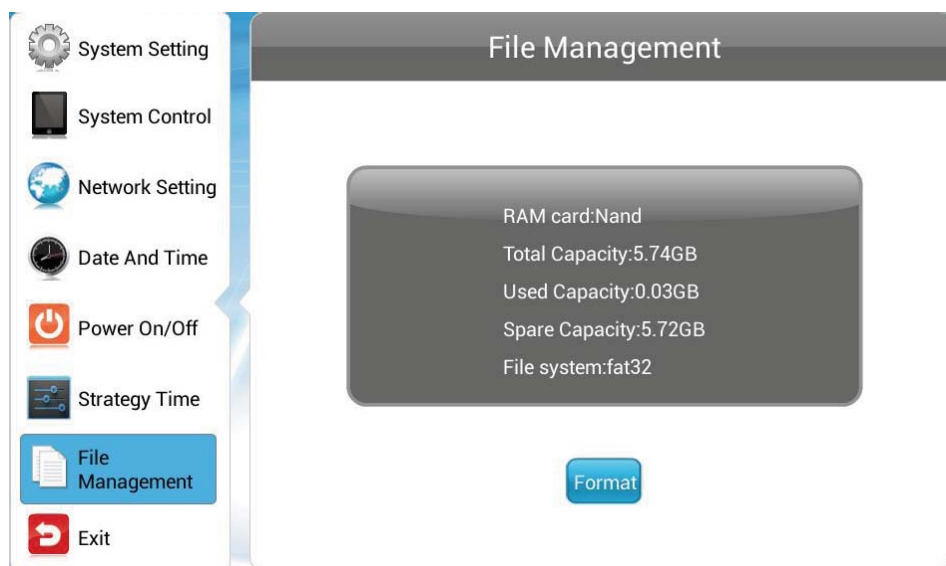 System Setting
System Control
Network Setting
Date And Time
Power On/Off
Strategy Time
File
Management
Exit
File Management
RAM card:Nand
Total Capacity:5.74GB
Used Capacity:0.03GB
Spare Capacity:5.72GB
File system:fat32
Format